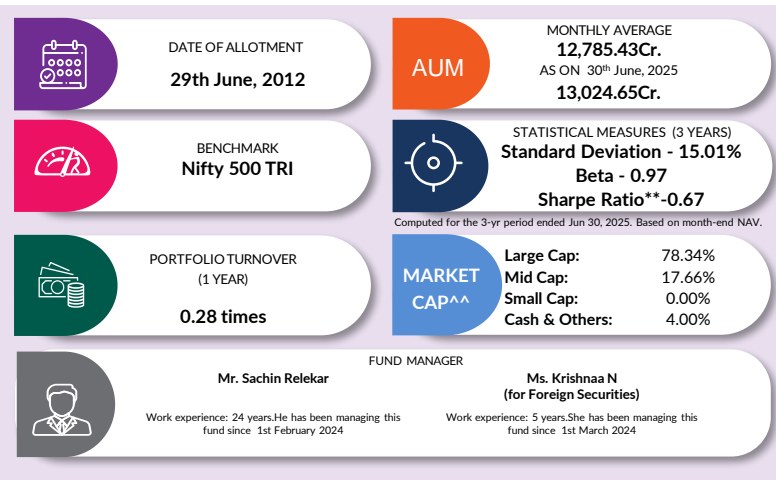 DATE OF ALLOTMENT
29th June, 2012
AUM
MONTHLY AVERAGE
12,785.43Cr.
AS ON 30th June, 2025
13,024.65Cr.
BENCHMARK
Nifty 500 TRI
STATISTICAL MEASURES (3 YEARS)
Standard Deviation - 15.01%
Beta - 0.97
Sharpe Ratio**-0.67
Computed for the 3-yr period ended Jun 30, 2025. Based on month-end NAV.
PORTFOLIO TURNOVER
(1 YEAR)
0.28 times
MARKET
CAP^^
Large Cap: 78.34%
Mid Cap: 17.66%
Small Cap: 0.00%
Cash & Others: 4.00%
FUND MANAGER
Mr. Sachin Relekar
Work experience: 24 years.He has been managing this
fund since 1st February 2024
Ms. Krishnaa N
(for Foreign Securities)
Work experience: 5 years.She has been managing this
fund since 1st March 2024